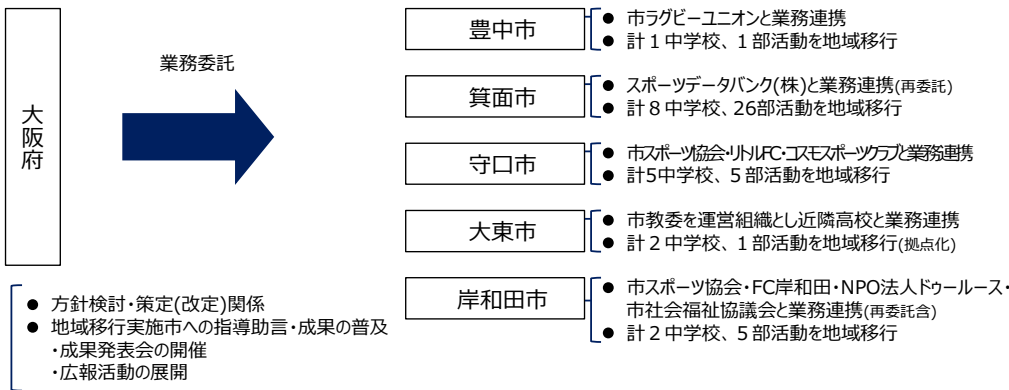 大阪府
業務委託
● 方針検討・策定(改定)関係
● 地域移行実施市への指導助言・成果の普及
・成果発表会の開催
・広報活動の展開
豊中市
● 市ラグビーユニオンと業務連携
● 計１中学校、１部活動を地域移行
箕面市
● スポーツデータバンク(株)と業務連携(再委託)
● 計８中学校、26部活動を地域移行
守口市
● 市スポーツ協会・リトルFC・コスモスポーツクラブと業務連携
● 計5中学校、５部活動を地域移行
大東市
● 市教委を運営組織とし近隣高校と業務連携
● 計２中学校、１部活動を地域移行(拠点化)
岸和田市
● 市スポーツ協会・FC岸和田・NPO法人ドゥールース・
市社会福祉協議会と業務連携(再委託含)
● 計２中学校、５部活動を地域移行